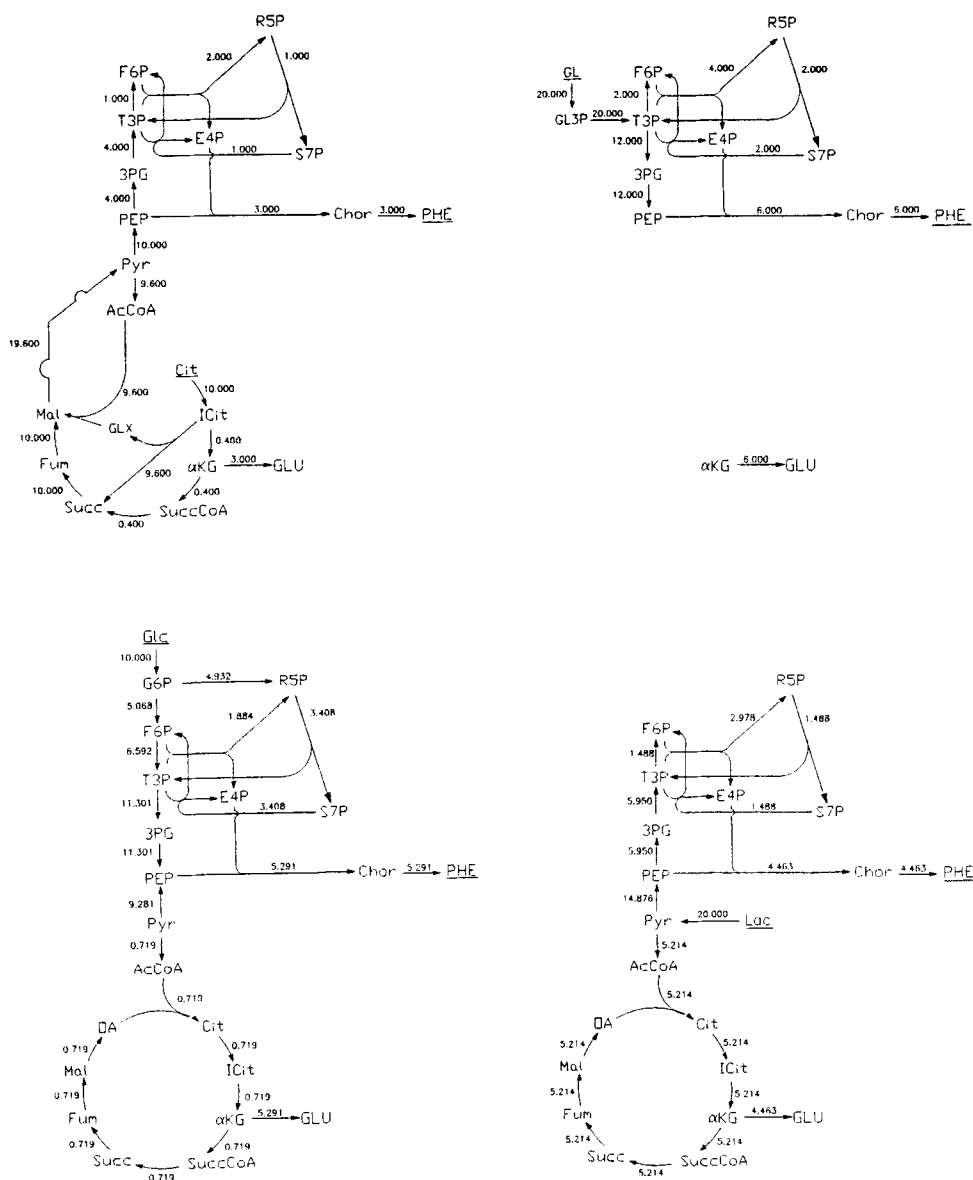 R5P
2.000
1.000
F6P
1.000
T3P
E4P
4.000
1.000
S7P
3PG
4.000
PEP
3.000
Chor
3.000
PHE
10.000
Pyr
9.600
AcCoA
19.600
Cit
9.600
10.000
Mal
GLX
ICit
10.000
0.400
Fum
9.600
αKG
3.000
GLU
10.000
0.400
Succ
SuccCoA
0.400
R5P
GL
4.000
2.000
F6P
20.000
2.000
GL3P
20.000
T3P
E4P
12.000
2.000
S7P
3PG
12.000
PEP
6.000
Chor
6.000
PHE
αKG
6.000
GLU
Glc
10.000
G6P
4.932
R5P
5.068
1.884
3.408
F6P
6.592
T3P
E4P
11.301
3.408
S7P
3PG
11.301
PEP
5.291
Chor
5.291
PHE
9.281
Pyr
0.719
AcCoA
0.719
OA
Cit
0.719
0.719
Mal
ICit
0.719
0.719
Fum
αKG
5.291
GLU
0.719
0.719
Succ
SuccCoA
0.719
R5P
2.978
1.488
F6P
1.488
T3P
E4P
5.950
1.488
S7P
3PG
5.950
PEP
4.463
Chor
4.463
PHE
14.876
Pyr
20.000
Lac
5.214
AcCoA
5.214
OA
Cit
5.214
5.214
Mal
ICit
5.214
5.214
Fum
αKG
4.463
GLU
5.214
5.214
Succ
SuccCoA
5.214